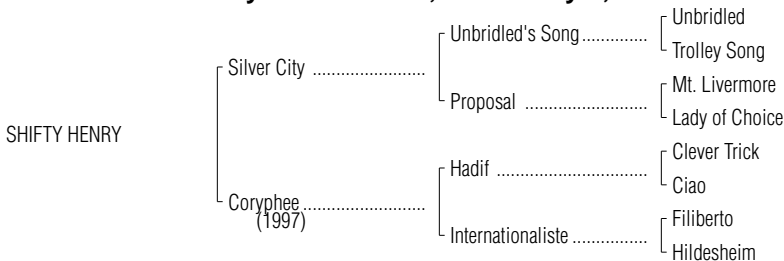 Unbridled
Unbridled's Song
Trolley Song
Silver City
Mt. Livermore
Proposal
Lady of Choice
SHIFTY HENRY
Clever Trick
Hadif
Ciao
Coryphee
(1997)
Filiberto
Internationaliste
Hildesheim